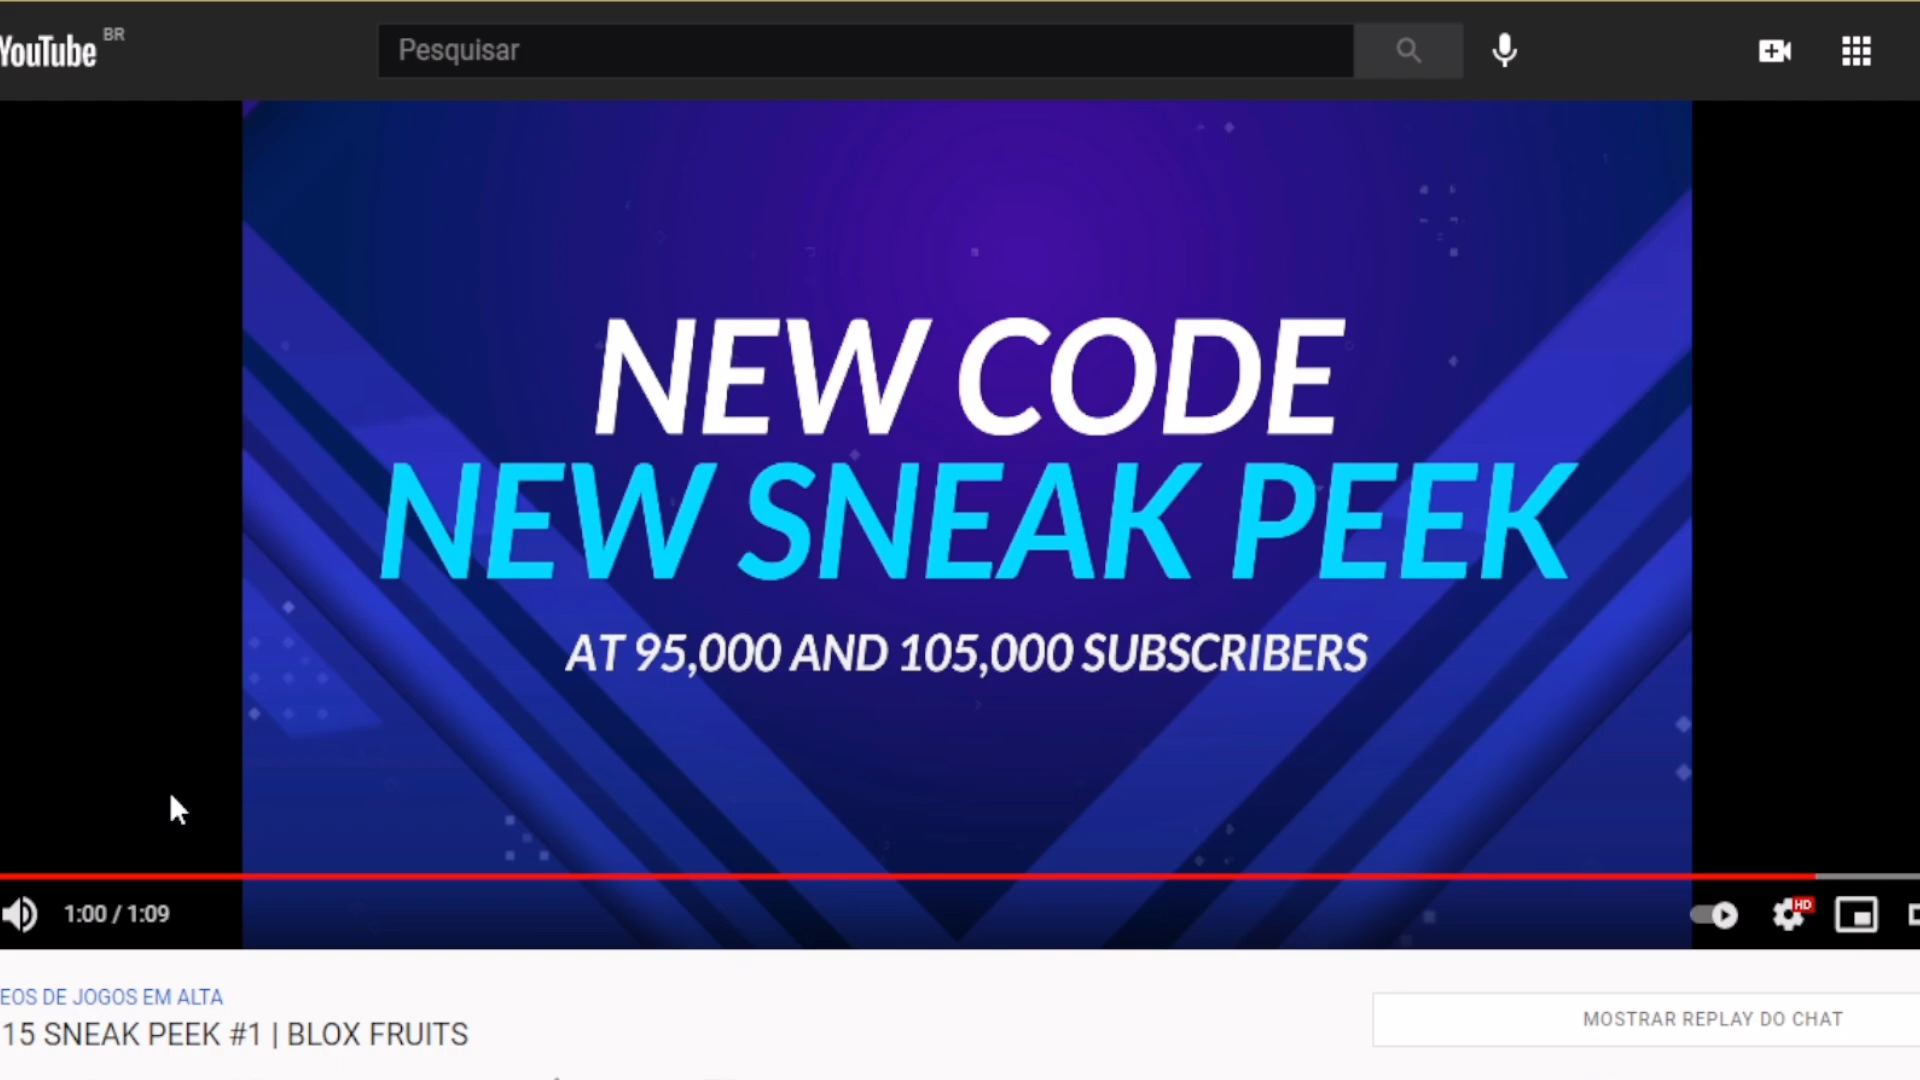 YouTube BR
Pesquisar
NEW CODE
NEW SNEAK PEEK
AT 95,000 AND 105,000 SUBSCRIBERS
1:00 / 1:09
HD
EOS DE JOGOS EM ALTA
15 SNEAK PEEK #1 | BLOX FRUITS
MOSTRAR REPLAY DO CHAT